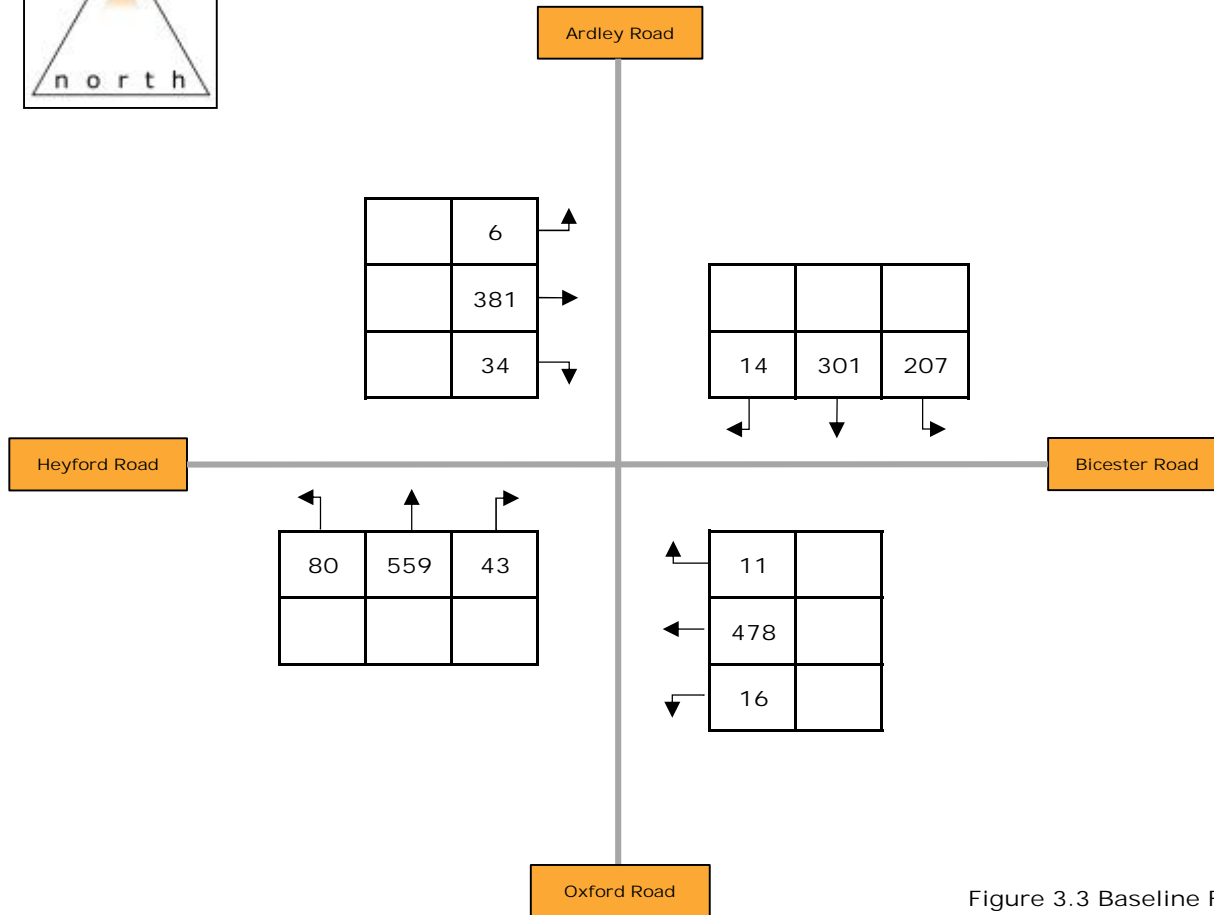 north
Ardley Road
6
381
34
14 301 207
Heyford Road
Bicester Road
80 559 43
11
478
16
Oxford Road
Figure 3.3 Baseline